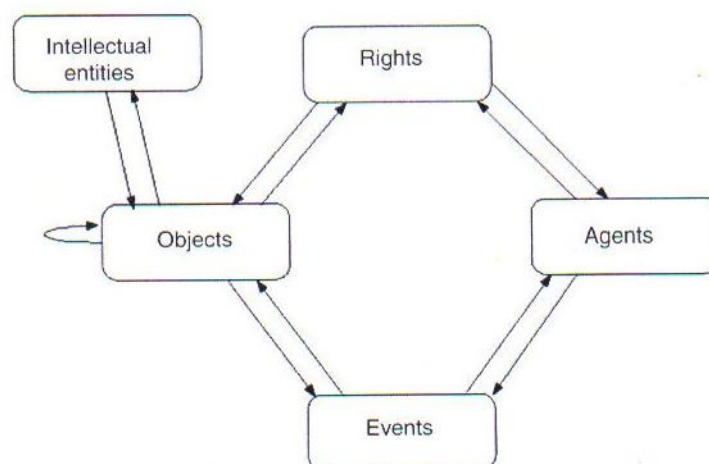 Intellectual
entities
Rights
Objects
Agents
Events